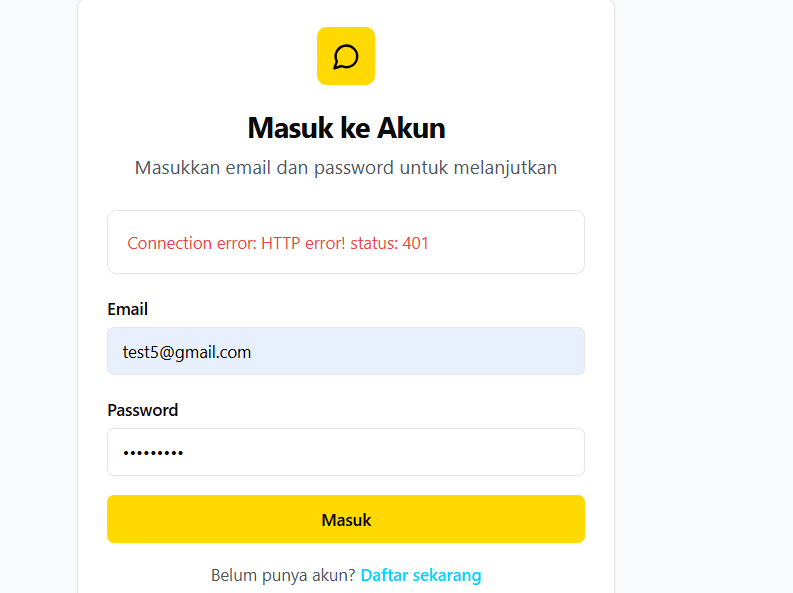 Masuk ke Akun
Masukkan email dan password untuk melanjutkan
Connection error: HTTP error! status: 401
Email
test5@gmail.com
Password
•••••••••
Masuk
Belum punya akun? Daftar sekarang